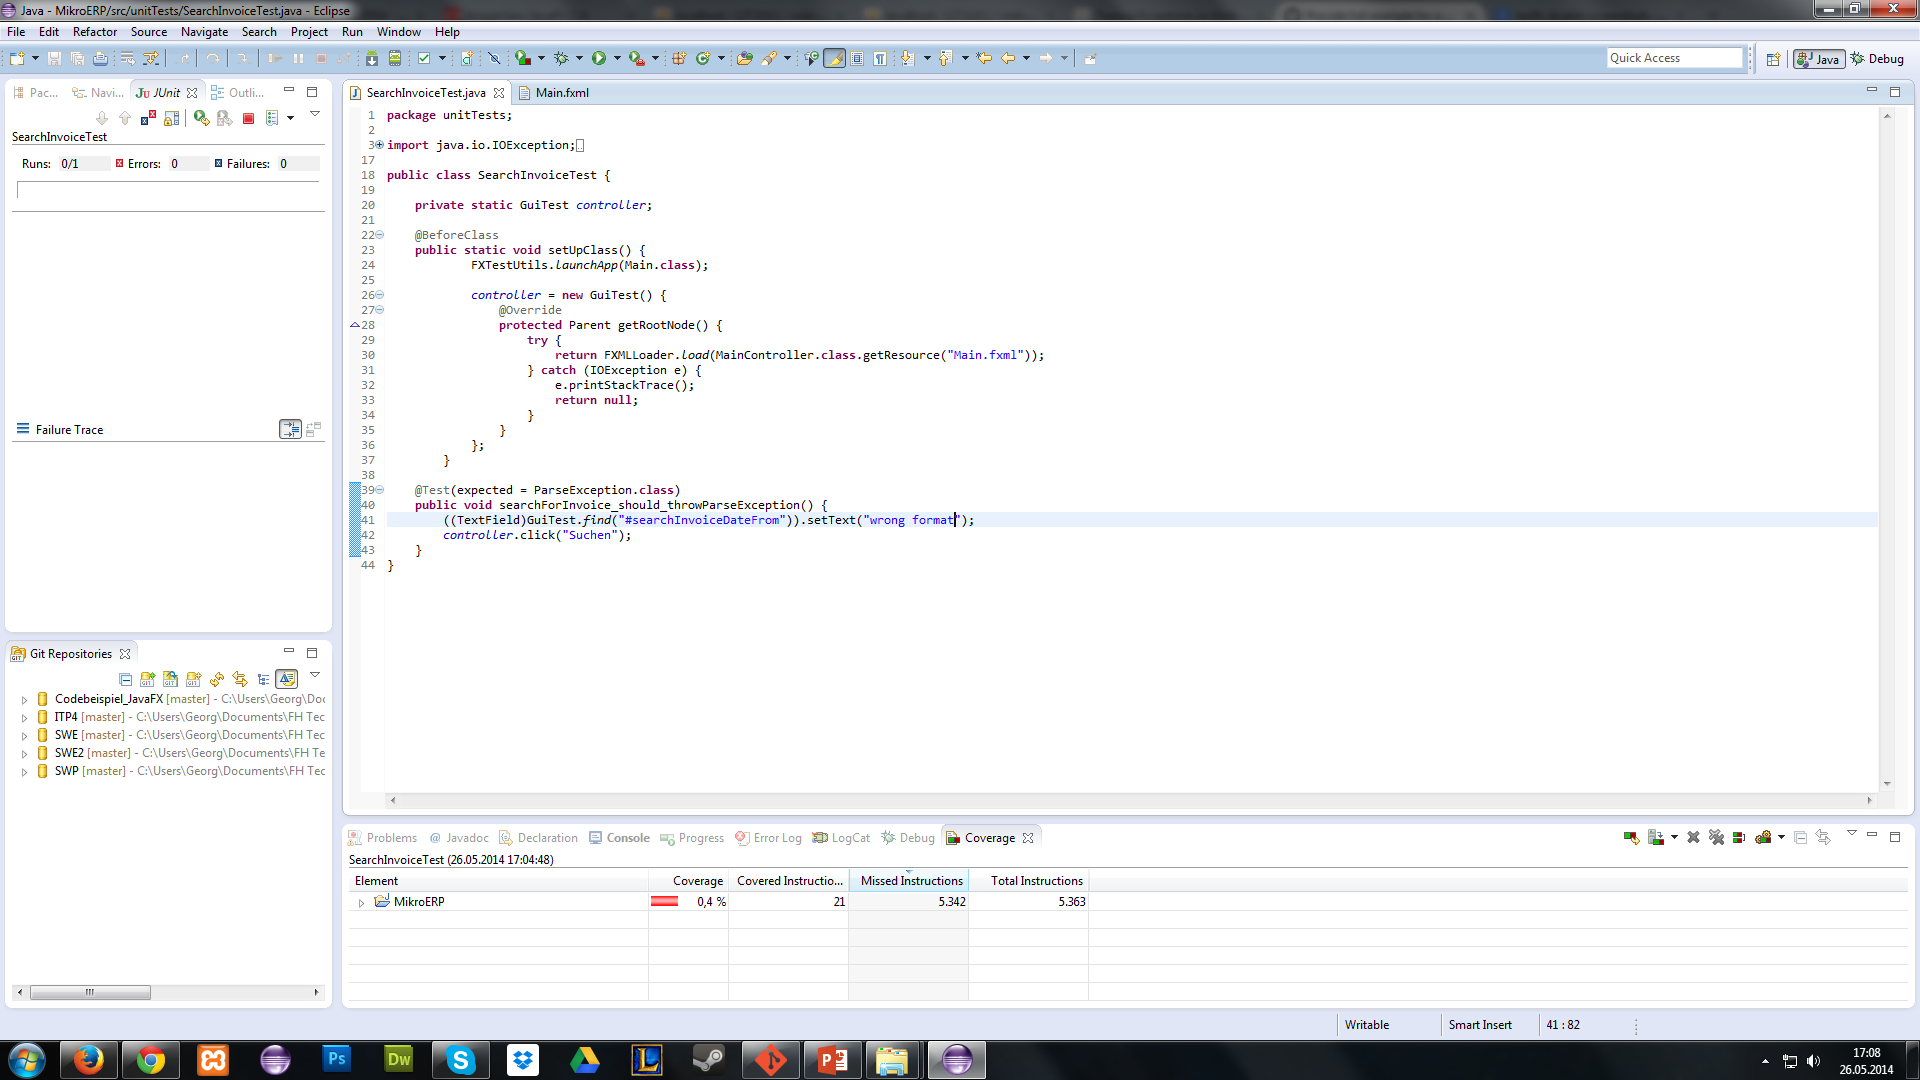 Java - MikroERP/src/unitTests/SearchInvoiceTest.java - Eclipse
File Edit Refactor Source Navigate Search Project Run Window Help
Quick Access
Java Debug
Pac... Navi... JUnit Outli...
SearchInvoiceTest
Runs: 0/1 Errors: 0 Failures: 0
Failure Trace
Git Repositories
Codebeispiel_JavaFX [master] - C:\Users\Georg\Doc
ITP4 [master] - C:\Users\Georg\Documents\FH Tec
SWE [master] - C:\Users\Georg\Documents\FH Tec
SWE2 [master] - C:\Users\Georg\Documents\FH Te
SWP [master] - C:\Users\Georg\Documents\FH Tec
SearchInvoiceTest.java Main.fxml
1 package unitTests;
2
3 import java.io.IOException;
17
18 public class SearchInvoiceTest {
19
20 private static GuiTest controller;
21
22 @BeforeClass
23 public static void setUpClass() {
24 FXTestUtils.launchApp(Main.class);
25
26 controller = new GuiTest() {
27 @Override
28 protected Parent getRootNode() {
29 try {
30 return FXMLLoader.load(MainController.class.getResource("Main.fxml"));
31 } catch (IOException e) {
32 e.printStackTrace();
33 return null;
34 }
35 }
36 };
37 }
38
39 @Test(expected = ParseException.class)
40 public void searchForInvoice_should_throwParseException() {
41 ((TextField)GuiTest.find("#searchInvoiceDateFrom")).setText("wrong format");
42 controller.click("Suchen");
43 }
44 }
Problems Javadoc Declaration Console Progress Error Log LogCat Debug Coverage
SearchInvoiceTest (26.05.2014 17:04:48)
Element Coverage Covered Instructio... Missed Instructions Total Instructions
MikroERP 0,4 % 21 5.342 5.363
Writable Smart Insert 41 : 82
Ps Dw
17:08
26.05.2014